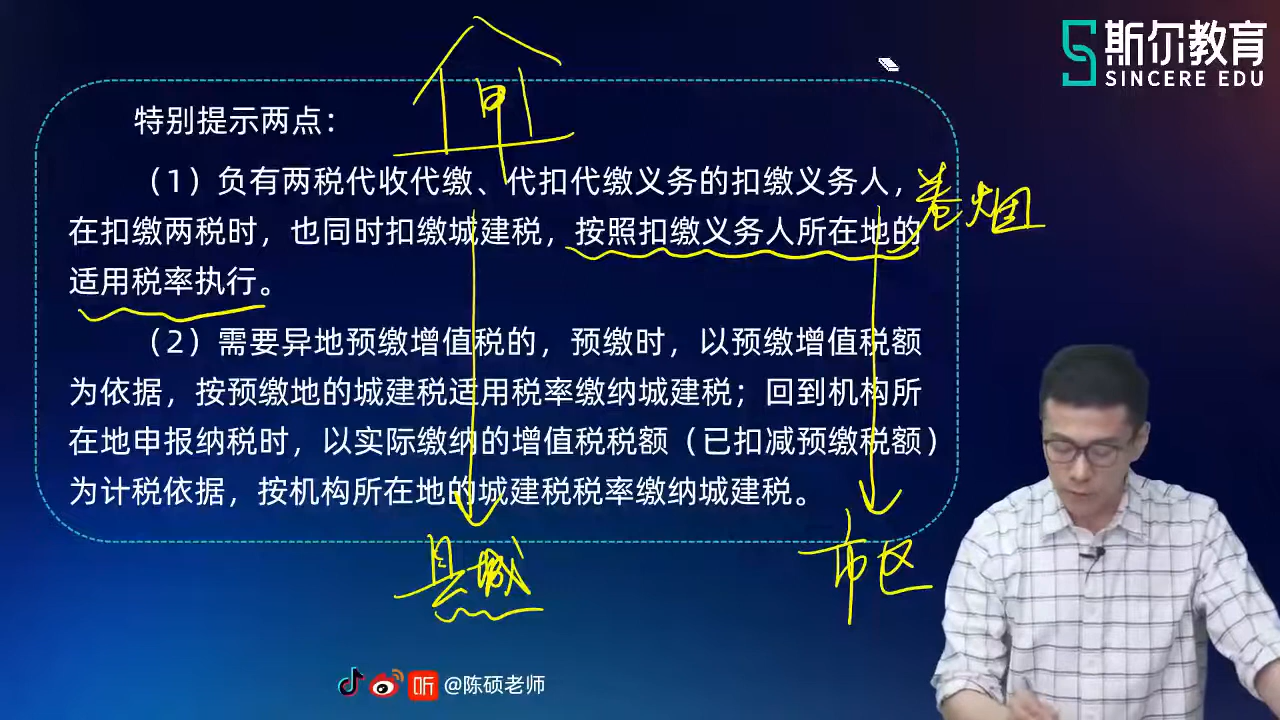 斯尔教育
SINCERE EDU
甲
特别提示两点：
（1）负有两税代收代缴、代扣代缴义务的扣缴义务人，
卷烟
在扣缴两税时，也同时扣缴城建税，按照扣缴义务人所在地的
适用税率执行。
（2）需要异地预缴增值税的，预缴时，以预缴增值税额
为依据，按预缴地的城建税适用税率缴纳城建税；回到机构所
在地申报纳税时，以实际缴纳的增值税税额（已扣减预缴税额）
为计税依据，按机构所在地的城建税税率缴纳城建税。
县城
市区
听 @陈硕老师